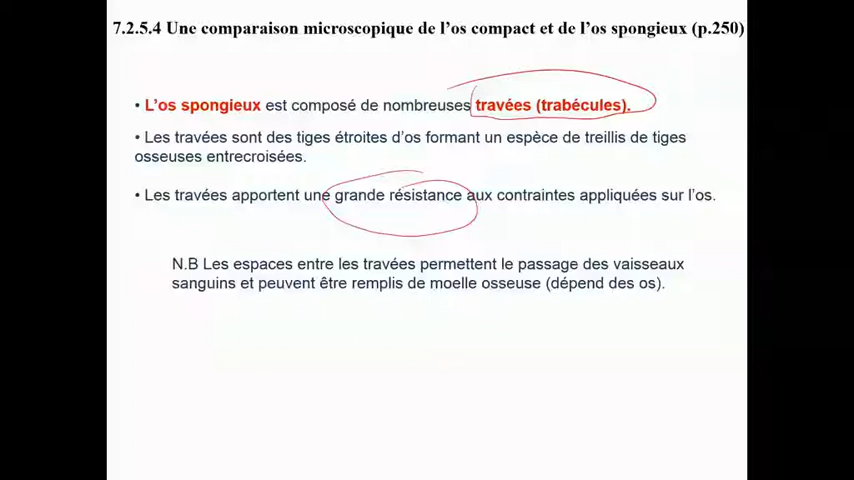 7.2.5.4 Une comparaison microscopique de l’os compact et de l’os spongieux (p.250)
• L’os spongieux est composé de nombreuses travées (trabécules).
• Les travées sont des tiges étroites d’os formant un espèce de treillis de tiges
osseuses entrecroisées.
• Les travées apportent une grande résistance aux contraintes appliquées sur l’os.
N.B Les espaces entre les travées permettent le passage des vaisseaux
sanguins et peuvent être remplis de moelle osseuse (dépend des os).